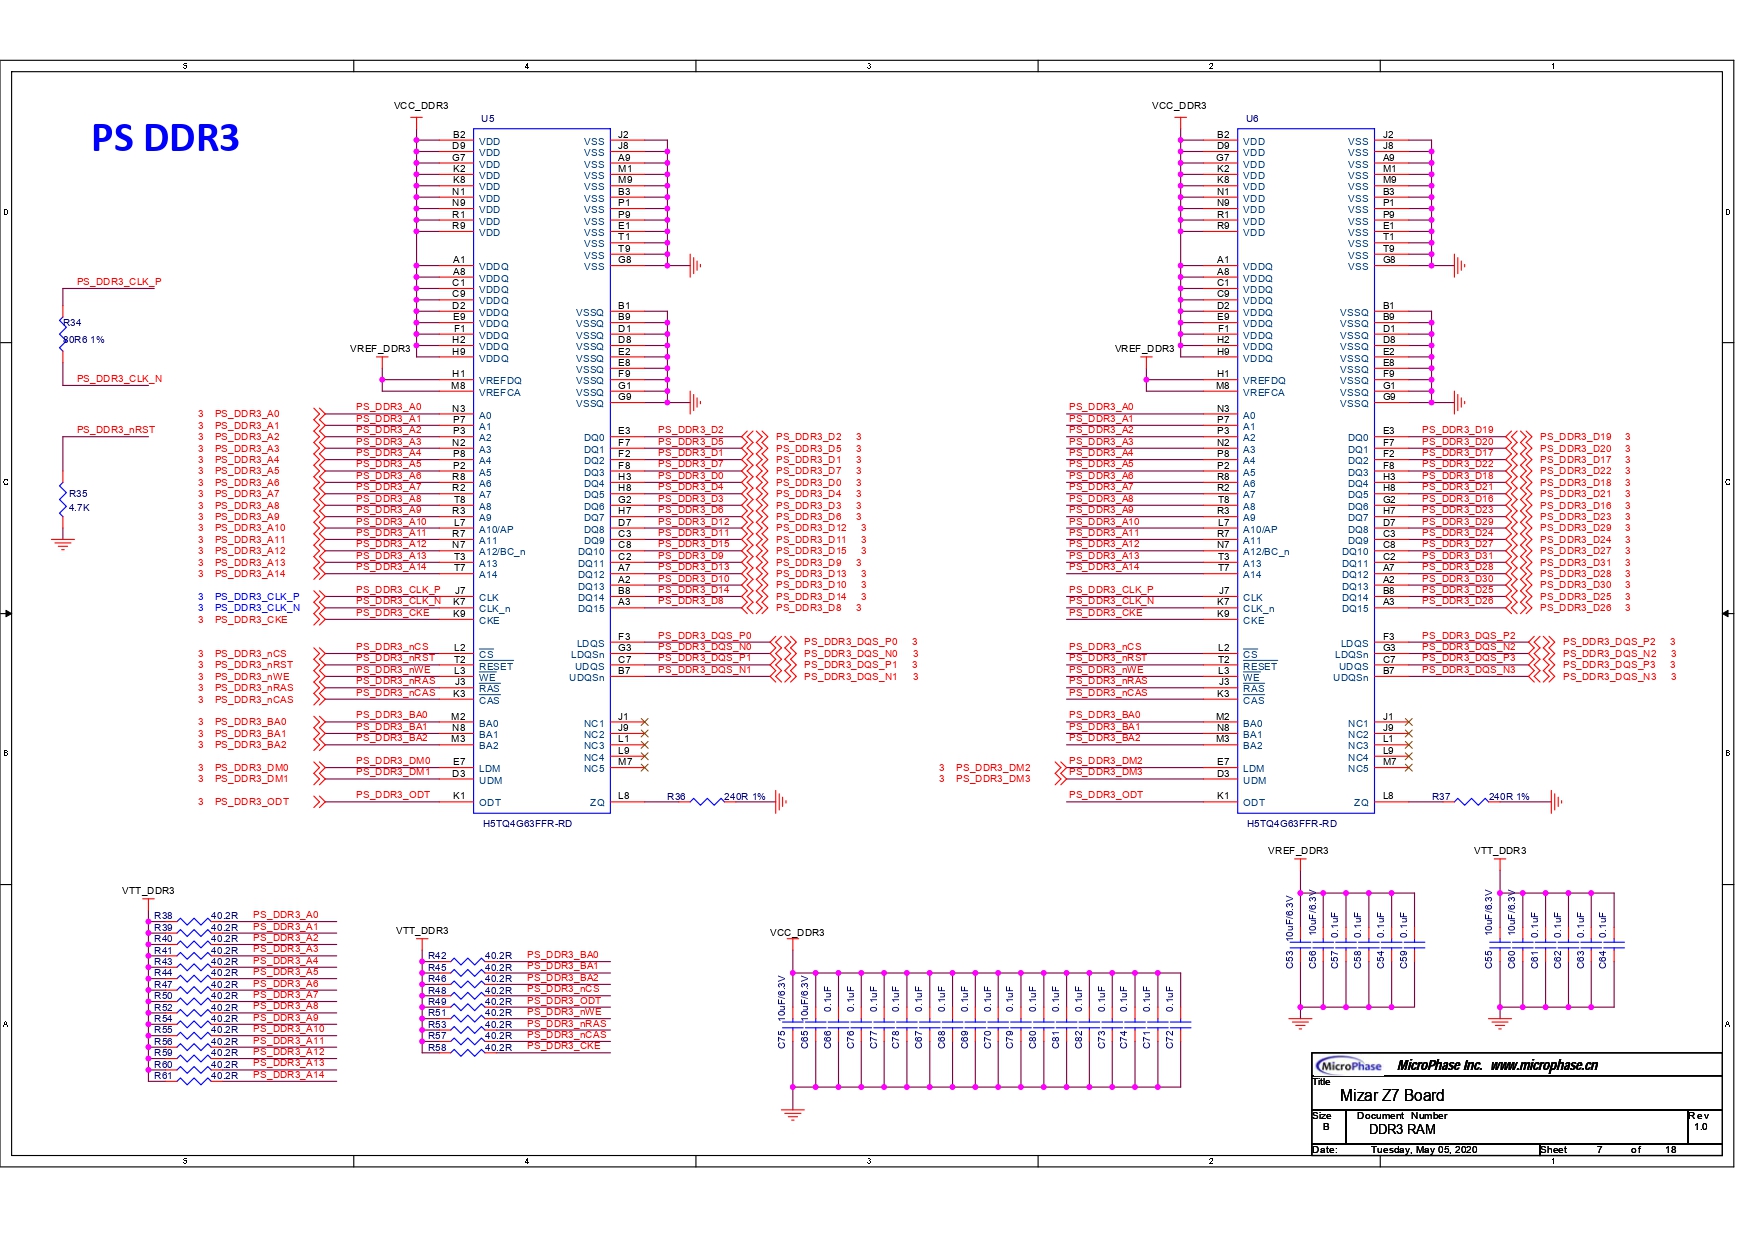 5 4 3 2 1
PS DDR3
VCC_DDR3
U5
B2 VDD VSS J2
D9 VDD VSS J8
G7 VDD VSS A9
K2 VDD VSS M1
K8 VDD VSS M9
N1 VDD VSS B3
N9 VDD VSS P1
R1 VDD VSS P9
R9 VDD VSS E1
VSS T1
VSS T9
A1 VDDQ VSS G8
A8 VDDQ
C1 VDDQ
C9 VDDQ
D2 VDDQ VSSQ B1
E9 VDDQ VSSQ B9
F1 VDDQ VSSQ D1
H2 VDDQ VSSQ D8
H9 VDDQ VSSQ E2
VSSQ E8
VREF_DDR3
H1 VREFDQ VSSQ F9
M8 VREFCA VSSQ G1
VSSQ G9
3 PS_DDR3_A0 PS_DDR3_A0 N3 A0
3 PS_DDR3_A1 PS_DDR3_A1 P7 A1
3 PS_DDR3_A2 PS_DDR3_A2 P3 A2
3 PS_DDR3_A3 PS_DDR3_A3 N2 A3
3 PS_DDR3_A4 PS_DDR3_A4 P8 A4
3 PS_DDR3_A5 PS_DDR3_A5 P2 A5
3 PS_DDR3_A6 PS_DDR3_A6 R8 A6
3 PS_DDR3_A7 PS_DDR3_A7 R2 A7
3 PS_DDR3_A8 PS_DDR3_A8 T8 A8
3 PS_DDR3_A9 PS_DDR3_A9 R3 A9
3 PS_DDR3_A10 PS_DDR3_A10 L7 A10/AP
3 PS_DDR3_A11 PS_DDR3_A11 R7 A11
3 PS_DDR3_A12 PS_DDR3_A12 N7 A12/BC_n
3 PS_DDR3_A13 PS_DDR3_A13 T3 A13
3 PS_DDR3_A14 PS_DDR3_A14 T7 A14
3 PS_DDR3_CLK_P PS_DDR3_CLK_P J7 CLK
3 PS_DDR3_CLK_N PS_DDR3_CLK_N K7 CLK_n
3 PS_DDR3_CKE PS_DDR3_CKE K9 CKE
3 PS_DDR3_nCS PS_DDR3_nCS L2 CS
3 PS_DDR3_nRST PS_DDR3_nRST T2 RESET
3 PS_DDR3_nWE PS_DDR3_nWE L3 WE
3 PS_DDR3_nRAS PS_DDR3_nRAS J3 RAS
3 PS_DDR3_nCAS PS_DDR3_nCAS K3 CAS
3 PS_DDR3_BA0 PS_DDR3_BA0 M2 BA0
3 PS_DDR3_BA1 PS_DDR3_BA1 N8 BA1
3 PS_DDR3_BA2 PS_DDR3_BA2 M3 BA2
3 PS_DDR3_DM0 PS_DDR3_DM0 E7 LDM
3 PS_DDR3_DM1 PS_DDR3_DM1 D3 UDM
3 PS_DDR3_ODT PS_DDR3_ODT K1 ODT
DQ0 E3 PS_DDR3_D2 PS_DDR3_D2 3
DQ1 F7 PS_DDR3_D5 PS_DDR3_D5 3
DQ2 F2 PS_DDR3_D1 PS_DDR3_D1 3
DQ3 F8 PS_DDR3_D7 PS_DDR3_D7 3
DQ4 H3 PS_DDR3_D0 PS_DDR3_D0 3
DQ5 H8 PS_DDR3_D4 PS_DDR3_D4 3
DQ6 G2 PS_DDR3_D3 PS_DDR3_D3 3
DQ7 H7 PS_DDR3_D6 PS_DDR3_D6 3
DQ8 D7 PS_DDR3_D12 PS_DDR3_D12 3
DQ9 C3 PS_DDR3_D11 PS_DDR3_D11 3
DQ10 C8 PS_DDR3_D15 PS_DDR3_D15 3
DQ11 C2 PS_DDR3_D9 PS_DDR3_D9 3
DQ12 A7 PS_DDR3_D13 PS_DDR3_D13 3
DQ13 A2 PS_DDR3_D10 PS_DDR3_D10 3
DQ14 B8 PS_DDR3_D14 PS_DDR3_D14 3
DQ15 A3 PS_DDR3_D8 PS_DDR3_D8 3
LDQS F3 PS_DDR3_DQS_P0 PS_DDR3_DQS_P0 3
LDQSn G3 PS_DDR3_DQS_N0 PS_DDR3_DQS_N0 3
UDQS C7 PS_DDR3_DQS_P1 PS_DDR3_DQS_P1 3
UDQSn B7 PS_DDR3_DQS_N1 PS_DDR3_DQS_N1 3
NC1 J1
NC2 J9
NC3 L1
NC4 L9
NC5 M7
ZQ L8 R36 240R 1%
H5TQ4G63FFR-RD
PS_DDR3_CLK_P
R34
80R6 1%
PS_DDR3_CLK_N
PS_DDR3_nRST
R35
4.7K
VCC_DDR3
U6
B2 VDD VSS J2
D9 VDD VSS J8
G7 VDD VSS A9
K2 VDD VSS M1
K8 VDD VSS M9
N1 VDD VSS B3
N9 VDD VSS P1
R1 VDD VSS P9
R9 VDD VSS E1
VSS T1
VSS T9
A1 VDDQ VSS G8
A8 VDDQ
C1 VDDQ
C9 VDDQ
D2 VDDQ VSSQ B1
E9 VDDQ VSSQ B9
F1 VDDQ VSSQ D1
H2 VDDQ VSSQ D8
H9 VDDQ VSSQ E2
VSSQ E8
VREF_DDR3
H1 VREFDQ VSSQ F9
M8 VREFCA VSSQ G1
VSSQ G9
PS_DDR3_A0 N3 A0
PS_DDR3_A1 P7 A1
PS_DDR3_A2 P3 A2
PS_DDR3_A3 N2 A3
PS_DDR3_A4 P8 A4
PS_DDR3_A5 P2 A5
PS_DDR3_A6 R8 A6
PS_DDR3_A7 R2 A7
PS_DDR3_A8 T8 A8
PS_DDR3_A9 R3 A9
PS_DDR3_A10 L7 A10/AP
PS_DDR3_A11 R7 A11
PS_DDR3_A12 N7 A12/BC_n
PS_DDR3_A13 T3 A13
PS_DDR3_A14 T7 A14
PS_DDR3_CLK_P J7 CLK
PS_DDR3_CLK_N K7 CLK_n
PS_DDR3_CKE K9 CKE
PS_DDR3_nCS L2 CS
PS_DDR3_nRST T2 RESET
PS_DDR3_nWE L3 WE
PS_DDR3_nRAS J3 RAS
PS_DDR3_nCAS K3 CAS
PS_DDR3_BA0 M2 BA0
PS_DDR3_BA1 N8 BA1
PS_DDR3_BA2 M3 BA2
3 PS_DDR3_DM2 PS_DDR3_DM2 E7 LDM
3 PS_DDR3_DM3 PS_DDR3_DM3 D3 UDM
PS_DDR3_ODT K1 ODT
DQ0 E3 PS_DDR3_D19 PS_DDR3_D19 3
DQ1 F7 PS_DDR3_D20 PS_DDR3_D20 3
DQ2 F2 PS_DDR3_D17 PS_DDR3_D17 3
DQ3 F8 PS_DDR3_D22 PS_DDR3_D22 3
DQ4 H3 PS_DDR3_D18 PS_DDR3_D18 3
DQ5 H8 PS_DDR3_D21 PS_DDR3_D21 3
DQ6 G2 PS_DDR3_D16 PS_DDR3_D16 3
DQ7 H7 PS_DDR3_D23 PS_DDR3_D23 3
DQ8 D7 PS_DDR3_D29 PS_DDR3_D29 3
DQ9 C3 PS_DDR3_D24 PS_DDR3_D24 3
DQ10 C8 PS_DDR3_D27 PS_DDR3_D27 3
DQ11 C2 PS_DDR3_D31 PS_DDR3_D31 3
DQ12 A7 PS_DDR3_D28 PS_DDR3_D28 3
DQ13 A2 PS_DDR3_D30 PS_DDR3_D30 3
DQ14 B8 PS_DDR3_D25 PS_DDR3_D25 3
DQ15 A3 PS_DDR3_D26 PS_DDR3_D26 3
LDQS F3 PS_DDR3_DQS_P2 PS_DDR3_DQS_P2 3
LDQSn G3 PS_DDR3_DQS_N2 PS_DDR3_DQS_N2 3
UDQS C7 PS_DDR3_DQS_P3 PS_DDR3_DQS_P3 3
UDQSn B7 PS_DDR3_DQS_N3 PS_DDR3_DQS_N3 3
NC1 J1
NC2 J9
NC3 L1
NC4 L9
NC5 M7
ZQ L8 R37 240R 1%
H5TQ4G63FFR-RD
VTT_DDR3
R38 40.2R PS_DDR3_A0
R39 40.2R PS_DDR3_A1
R40 40.2R PS_DDR3_A2
R41 40.2R PS_DDR3_A3
R43 40.2R PS_DDR3_A4
R44 40.2R PS_DDR3_A5
R47 40.2R PS_DDR3_A6
R50 40.2R PS_DDR3_A7
R52 40.2R PS_DDR3_A8
R54 40.2R PS_DDR3_A9
R55 40.2R PS_DDR3_A10
R56 40.2R PS_DDR3_A11
R59 40.2R PS_DDR3_A12
R60 40.2R PS_DDR3_A13
R61 40.2R PS_DDR3_A14
VTT_DDR3
R42 40.2R PS_DDR3_BA0
R45 40.2R PS_DDR3_BA1
R46 40.2R PS_DDR3_BA2
R48 40.2R PS_DDR3_nCS
R49 40.2R PS_DDR3_ODT
R51 40.2R PS_DDR3_nWE
R53 40.2R PS_DDR3_nRAS
R57 40.2R PS_DDR3_nCAS
R58 40.2R PS_DDR3_CKE
VCC_DDR3
C75 10uF/6.3V
C65 10uF/6.3V
C66 0.1uF
C76 0.1uF
C77 0.1uF
C78 0.1uF
C67 0.1uF
C68 0.1uF
C69 0.1uF
C70 0.1uF
C79 0.1uF
C80 0.1uF
C81 0.1uF
C82 0.1uF
C73 0.1uF
C74 0.1uF
C71 0.1uF
C72 0.1uF
VREF_DDR3
C53 10uF/6.3V
C56 10uF/6.3V
C57 0.1uF
C58 0.1uF
C54 0.1uF
C59 0.1uF
VTT_DDR3
C55 10uF/6.3V
C60 10uF/6.3V
C61 0.1uF
C62 0.1uF
C63 0.1uF
C64 0.1uF
D D
C C
B B
A A
MicroPhase MicroPhase Inc. www.microphase.cn
Title
Mizar Z7 Board
Size Document Number Rev
B DDR3 RAM 1.0
Date: Tuesday, May 05, 2020 Sheet 7 of 18
5 4 3 2 1